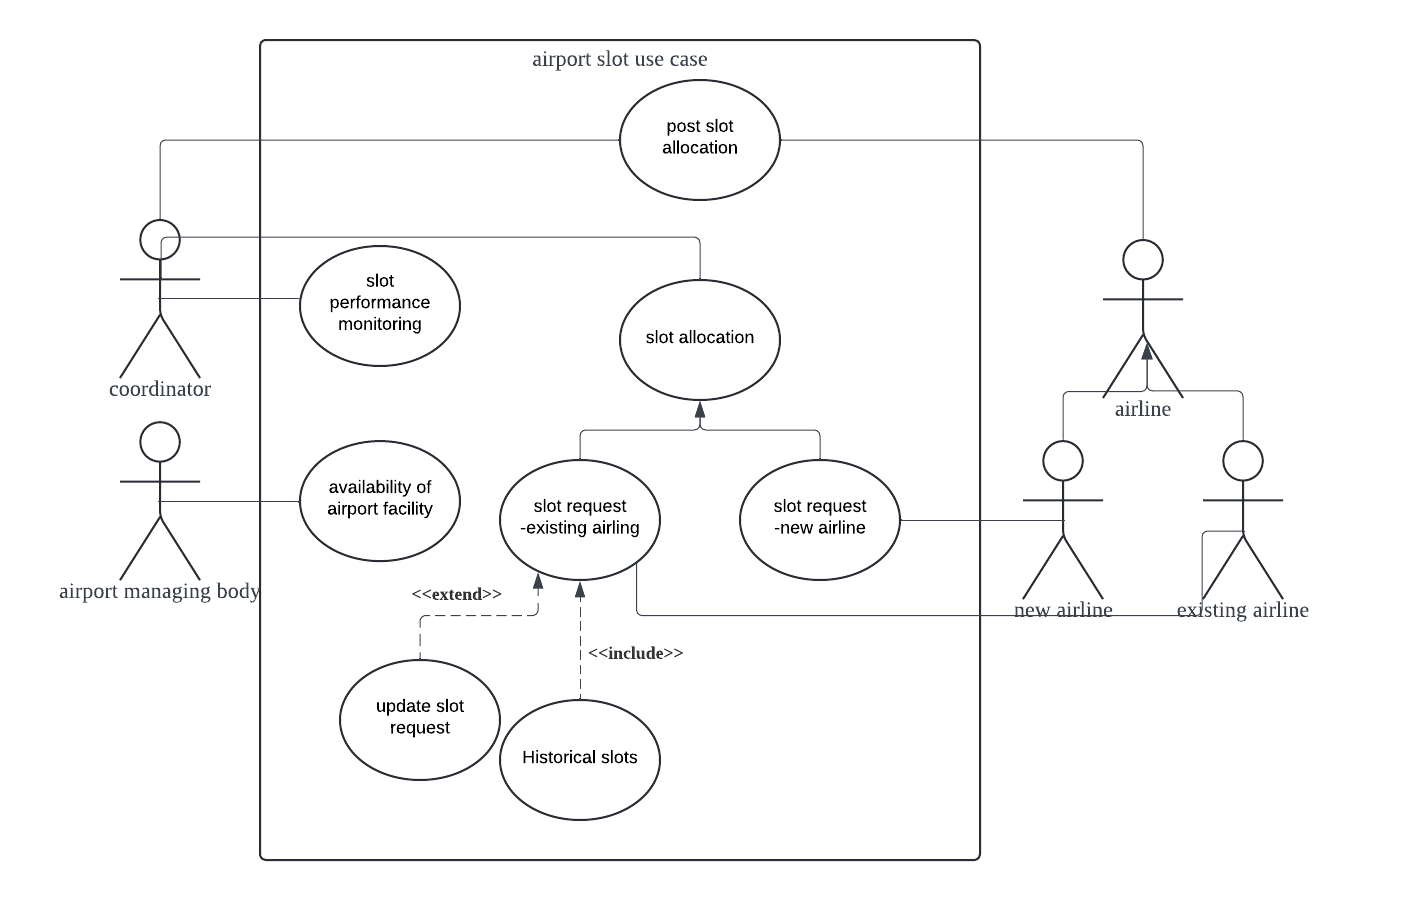 airport slot use case
post slot
allocation
slot
performance
monitoring
slot allocation
coordinator
airline
availability of
airport facility
slot request
-existing airling
slot request
-new airline
airport managing body
<<extend>>
new airline
existing airline
<<include>>
update slot
request
Historical slots